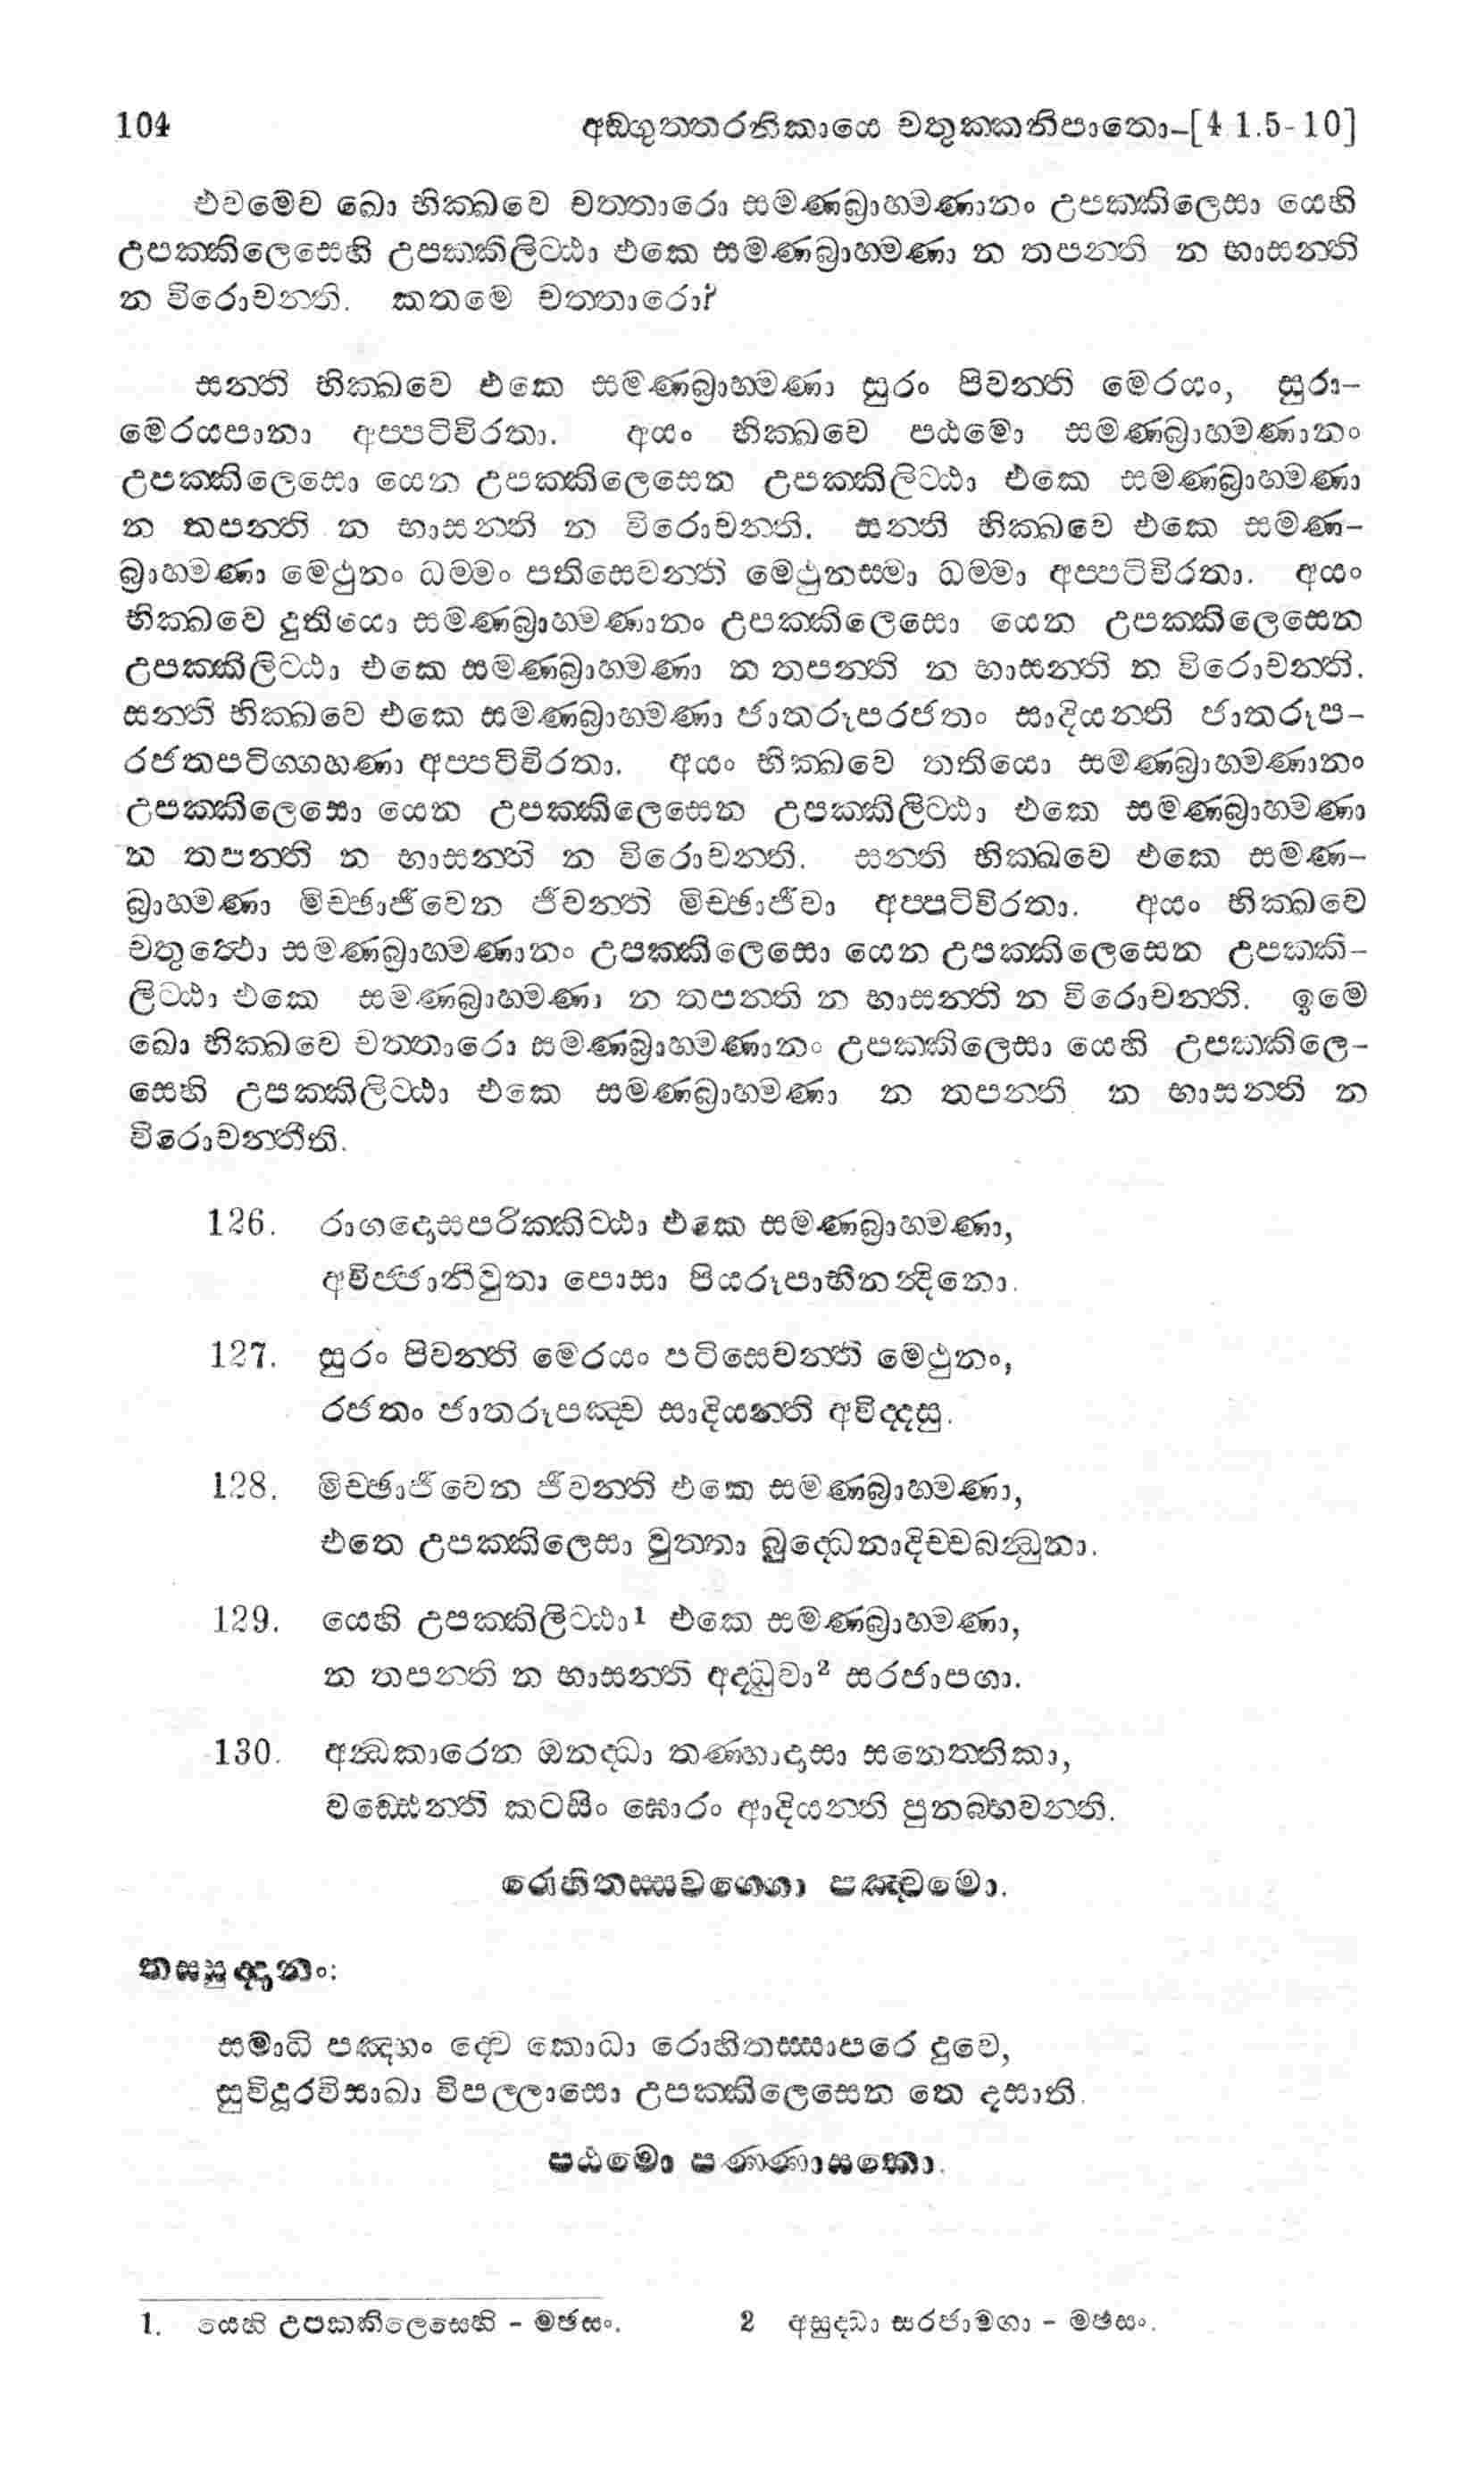 104 අඞ්ගුත්තරනිකායෙ චතුක්කනිපාතො–[4 1.5-10]
එවමෙව ඛො භික්ඛවෙ චත්තාරො සමණබ්‍රාහමණානං උපක්කිලෙසා යෙහි
උපක්කිලෙසෙහි උපක්කිලිට්ඨා එකෙ සමණබ්‍රාහමණා න තපන්ති න භාසන්ති
න විරොචන්ති. කතමෙ චත්තාරො?
සන්ති භික්ඛවෙ එකෙ සමණබ්‍රාහමණා සුරං පිවන්ති මෙරයං, සුරා–
මෙරයපානා අප්පටිවිරතා. අයං භික්ඛවෙ පඨමො සමණබ්‍රාහමණානං
උපක්කිලෙසො යෙන උපක්කිලෙසෙන උපක්කිලිට්ඨා එකෙ සමණබ්‍රාහමණා
න තපන්ති න භාසන්ති න විරොචන්ති. සන්ති භික්ඛවෙ එකෙ සමණ–
බ්‍රාහමණා මෙථුනං ධම්මං පතිසෙවන්ති මෙථුනස්මා ධම්මා අප්පටිවිරතා. අයං
භික්ඛවෙ දුතියො සමණබ්‍රාහමණානං උපක්කිලෙසො යෙන උපක්කිලෙසෙන
උපක්කිලිට්ඨා එකෙ සමණබ්‍රාහමණා න තපන්ති න භාසන්ති න විරොචන්ති.
සන්ති භික්ඛවෙ එකෙ සමණබ්‍රාහමණා ජාතරූපරජතං සාදියන්ති ජාතරූප–
රජතපටිග්ගහණා අප්පටිවිරතා. අයං භික්ඛවෙ තතියො සමණබ්‍රාහමණානං
උපක්කිලෙසො යෙන උපක්කිලෙසෙන උපක්කිලිට්ඨා එකෙ සමණබ්‍රාහමණා
න තපන්ති න භාසන්ති න විරොචන්ති. සන්ති භික්ඛවෙ එකෙ සමණ–
බ්‍රාහමණා මිච්ඡාජීවෙන ජීවන්ති මිච්ඡාජීවා අප්පටිවිරතා. අයං භික්ඛවෙ
චතුත්ථො සමණබ්‍රාහමණානං උපක්කිලෙසො යෙන උපක්කිලෙසෙන උපක්කි–
ලිට්ඨා එකෙ සමණබ්‍රාහමණා න තපන්ති න භාසන්ති න විරොචන්ති. ඉමෙ
ඛො භික්ඛවෙ චත්තාරො සමණබ්‍රාහමණානං උපක්කිලෙසා යෙහි උපක්කිලෙ–
සෙහි උපක්කිලිට්ඨා එකෙ සමණබ්‍රාහමණා න තපන්ති න භාසන්ති න
විරොචන්තීති.
126. රාගදොසපරික්කිට්ඨා එකෙ සමණබ්‍රාහමණා,
අවිජ්ජානිවුතා පොසා පියරූපාභිනන්දිනො.
127. සුරං පිවන්ති මෙරයං පටිසෙවන්ති මෙථුනං,
රජතං ජාතරූපඤ්ච සාදියන්ති අවිද්දසු.
128. මිච්ඡාජීවෙන ජීවන්ති එකෙ සමණබ්‍රාහමණා,
එතෙ උපක්කිලෙසා වුත්තා බුද්ධෙනාදිච්චබන්ධුනා.
129. යෙහි උපක්කිලිට්ඨා¹ එකෙ සමණබ්‍රාහමණා,
න තපන්ති න භාසන්ති අද්ධුවා² සරජාපගා.
130. අන්ධකාරෙන ඔනද්ධා තණ්හාදාසා සනෙත්තිකා,
වඩ්ඪෙන්ති කටසිං ඝොරං ආදියන්ති පුනබ්භවන්ති.
රොහිතස්සවග්ගො පඤ්චමො.
තස්සුද්දානං:
සමාධි පඤ්හං ද්වෙ කොධා රොහිතස්සාපරෙ දුවෙ,
සුවිදූරවිසාඛා විපල්ලාසො උපක්කිලෙසෙන තෙ දසාති.
පඨමො පණ්ණාසකො.
1. යෙහි උපක්කිලෙසෙහි – මඡසං. 2 අසුද්ධා සරජාමගා – මඡසං.